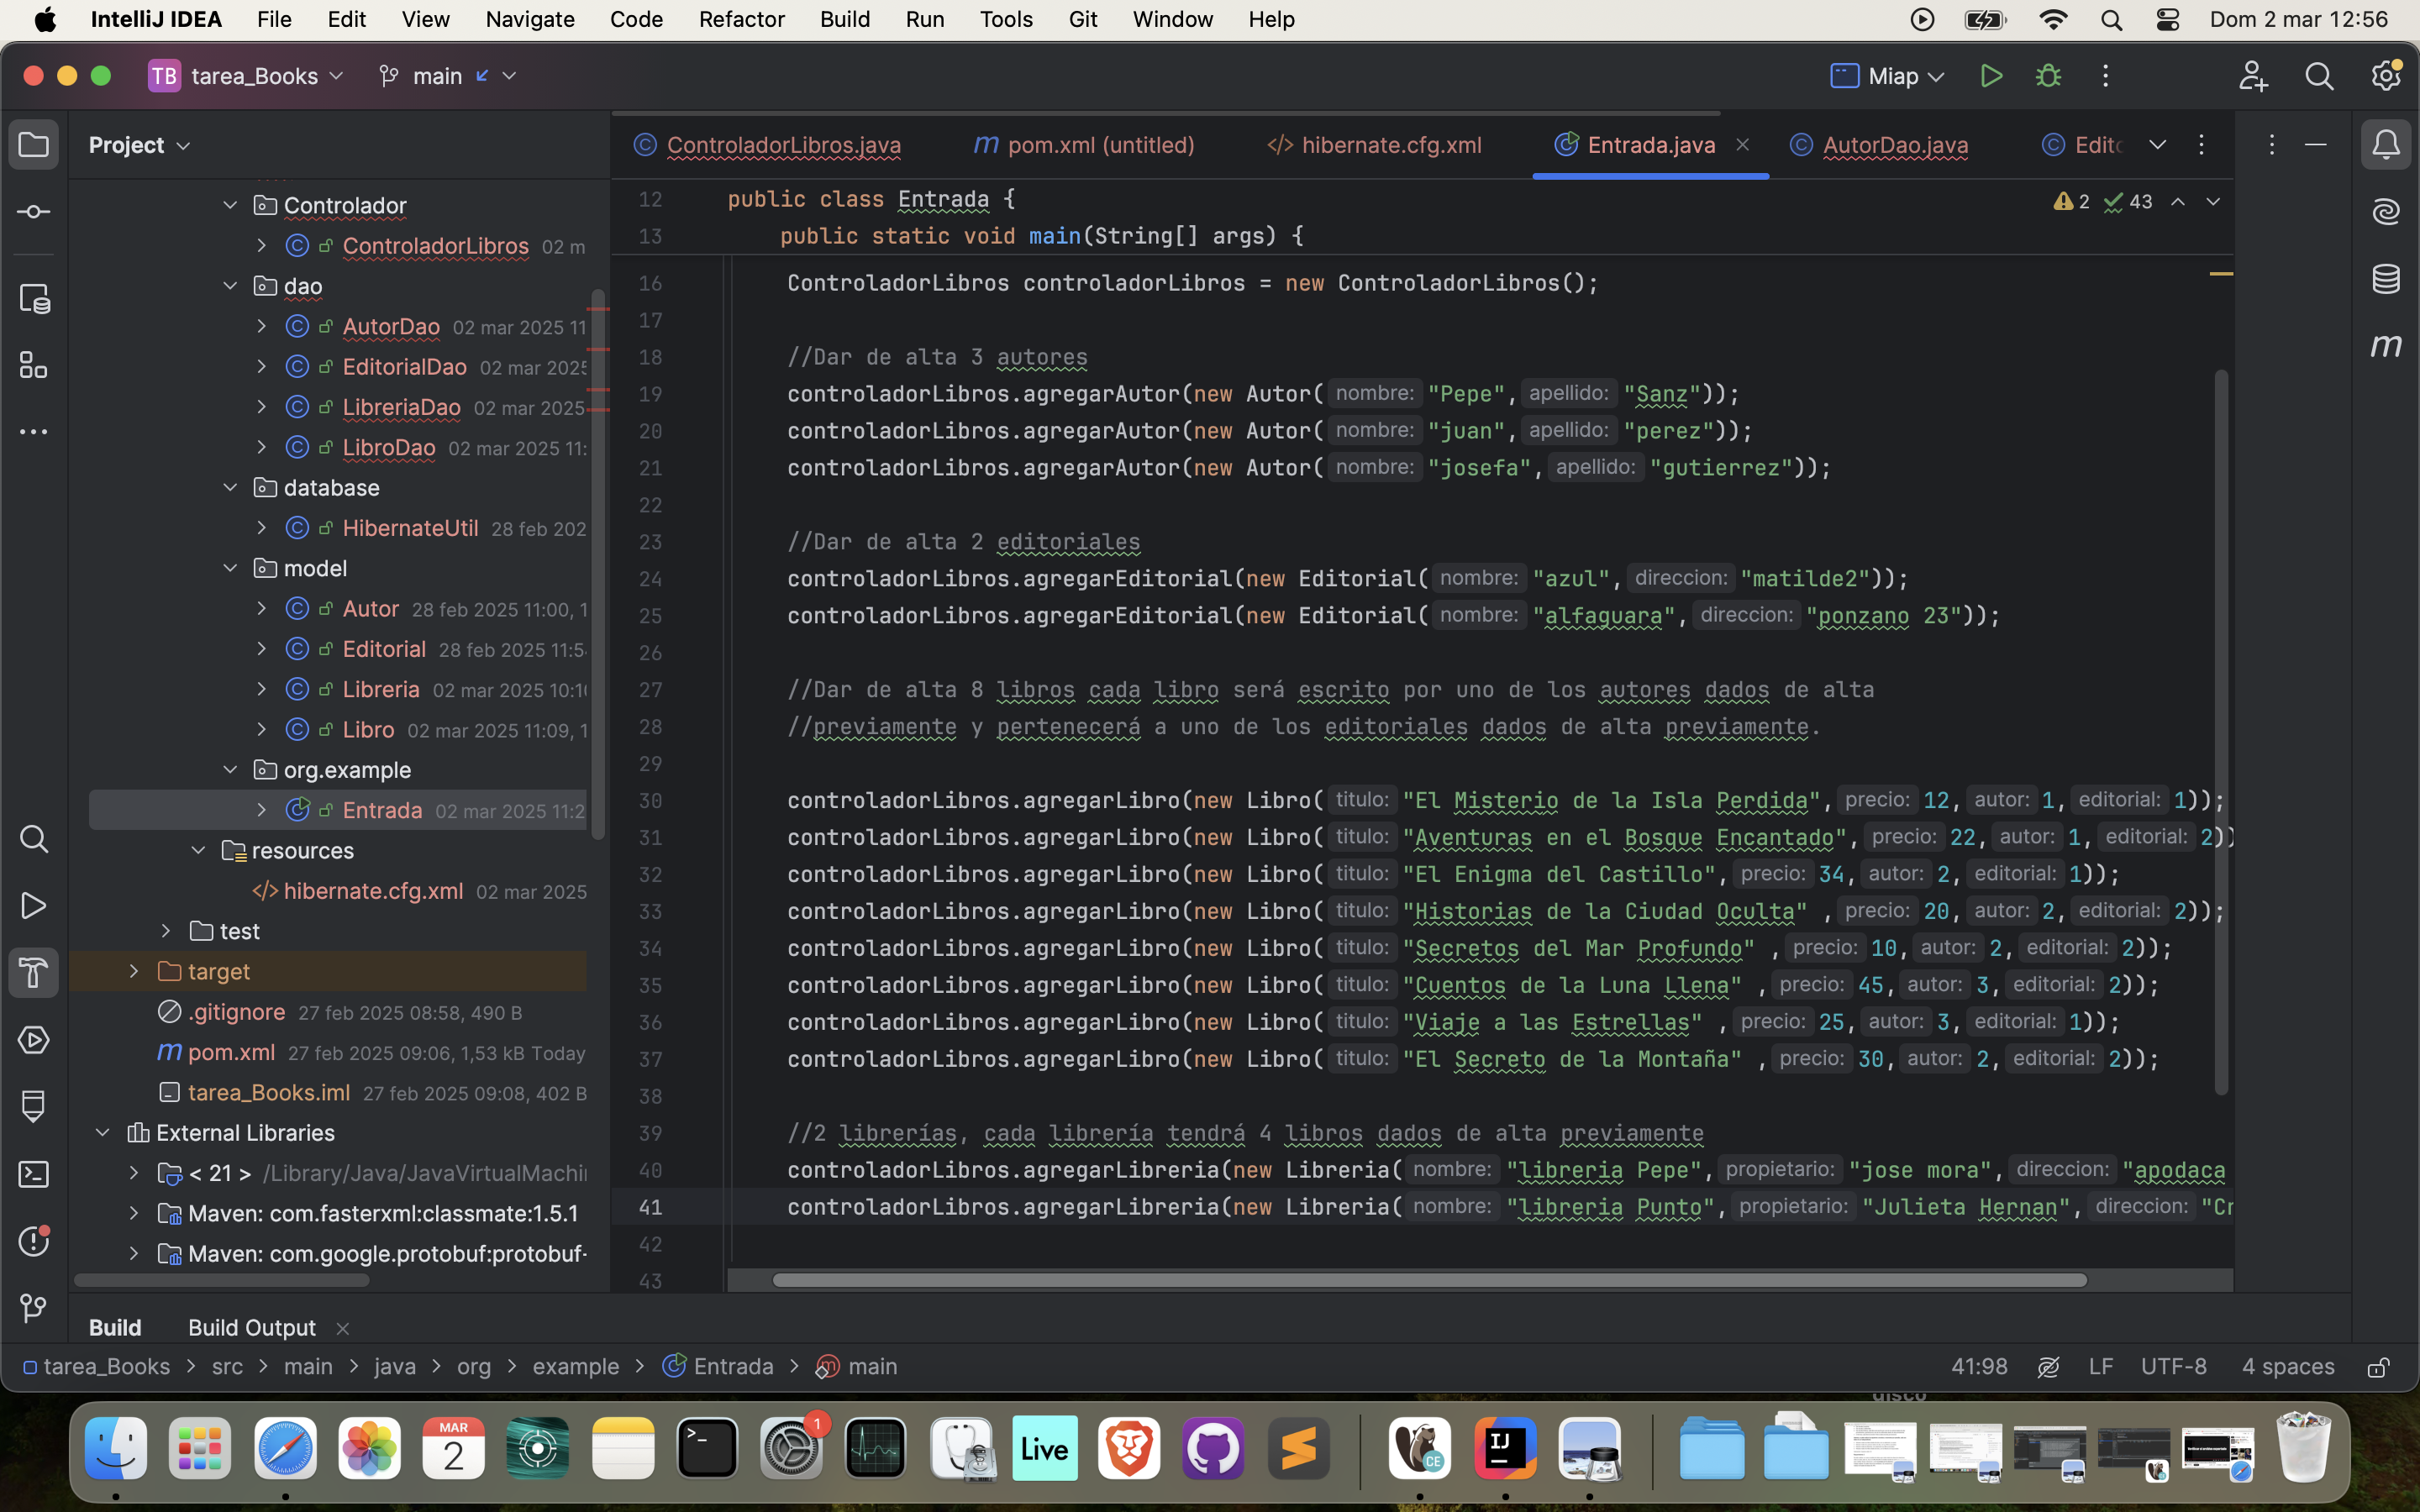 IntelliJ IDEA File Edit View Navigate Code Refactor Build Run Tools Git Window Help Dom 2 mar 12:56
TB tarea_Books main Miap
Project
ControladorLibros.java pom.xml (untitled) hibernate.cfg.xml Entrada.java AutorDao.java Edito
Controlador
ControladorLibros 02 m
dao
AutorDao 02 mar 2025 11
EditorialDao 02 mar 2025
LibreriaDao 02 mar 2025
LibroDao 02 mar 2025 11:
database
HibernateUtil 28 feb 202
model
Autor 28 feb 2025 11:00, 1
Editorial 28 feb 2025 11:5
Libreria 02 mar 2025 10:1
Libro 02 mar 2025 11:09, 1
org.example
Entrada 02 mar 2025 11:2
resources
hibernate.cfg.xml 02 mar 2025
test
target
.gitignore 27 feb 2025 08:58, 490 B
m pom.xml 27 feb 2025 09:06, 1,53 kB Today
tarea_Books.iml 27 feb 2025 09:08, 402 B
External Libraries
< 21 > /Library/Java/JavaVirtualMachi
Maven: com.fasterxml:classmate:1.5.1
Maven: com.google.protobuf:protobuf-
2 43
12 public class Entrada {
13 public static void main(String[] args) {
16 ControladorLibros controladorLibros = new ControladorLibros();
17
18 //Dar de alta 3 autores
19 controladorLibros.agregarAutor(new Autor( nombre: "Pepe", apellido: "Sanz"));
20 controladorLibros.agregarAutor(new Autor( nombre: "juan", apellido: "perez"));
21 controladorLibros.agregarAutor(new Autor( nombre: "josefa", apellido: "gutierrez"));
22
23 //Dar de alta 2 editoriales
24 controladorLibros.agregarEditorial(new Editorial( nombre: "azul", direccion: "matilde2"));
25 controladorLibros.agregarEditorial(new Editorial( nombre: "alfaguara", direccion: "ponzano 23"));
26
27 //Dar de alta 8 libros cada libro será escrito por uno de los autores dados de alta
28 //previamente y pertenecerá a uno de los editoriales dados de alta previamente.
29
30 controladorLibros.agregarLibro(new Libro( titulo: "El Misterio de la Isla Perdida", precio: 12, autor: 1, editorial: 1));
31 controladorLibros.agregarLibro(new Libro( titulo: "Aventuras en el Bosque Encantado", precio: 22, autor: 1, editorial: 2))
32 controladorLibros.agregarLibro(new Libro( titulo: "El Enigma del Castillo", precio: 34, autor: 2, editorial: 1));
33 controladorLibros.agregarLibro(new Libro( titulo: "Historias de la Ciudad Oculta" , precio: 20, autor: 2, editorial: 2));
34 controladorLibros.agregarLibro(new Libro( titulo: "Secretos del Mar Profundo" , precio: 10, autor: 2, editorial: 2));
35 controladorLibros.agregarLibro(new Libro( titulo: "Cuentos de la Luna Llena" , precio: 45, autor: 3, editorial: 2));
36 controladorLibros.agregarLibro(new Libro( titulo: "Viaje a las Estrellas" , precio: 25, autor: 3, editorial: 1));
37 controladorLibros.agregarLibro(new Libro( titulo: "El Secreto de la Montaña" , precio: 30, autor: 2, editorial: 2));
38
39 //2 librerías, cada librería tendrá 4 libros dados de alta previamente
40 controladorLibros.agregarLibreria(new Libreria( nombre: "libreria Pepe", propietario: "jose mora", direccion: "apodaca
41 controladorLibros.agregarLibreria(new Libreria( nombre: "libreria Punto", propietario: "Julieta Hernan", direccion: "Cr
42
43
Build Build Output
tarea_Books > src > main > java > org > example > Entrada > main 41:98 LF UTF-8 4 spaces
MAR
2
1
Live
CE
IJ